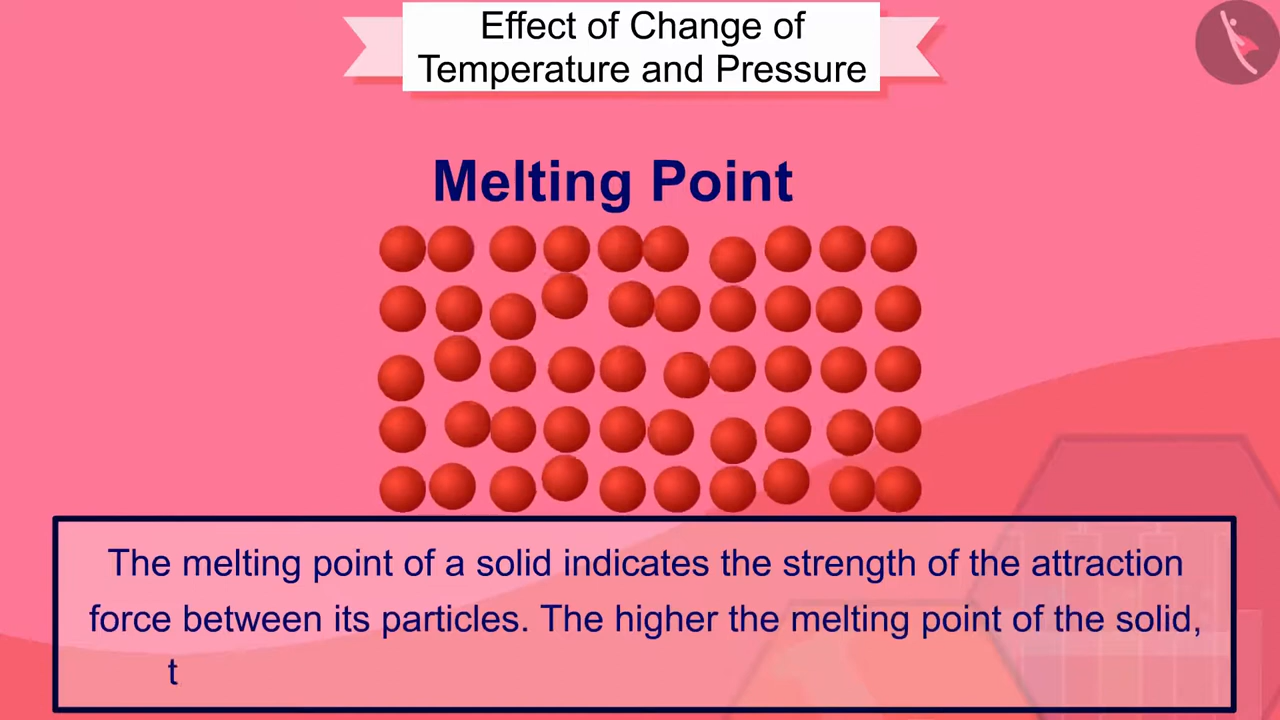 Effect of Change of
Temperature and Pressure
Melting Point
The melting point of a solid indicates the strength of the attraction
force between its particles. The higher the melting point of the solid,
t